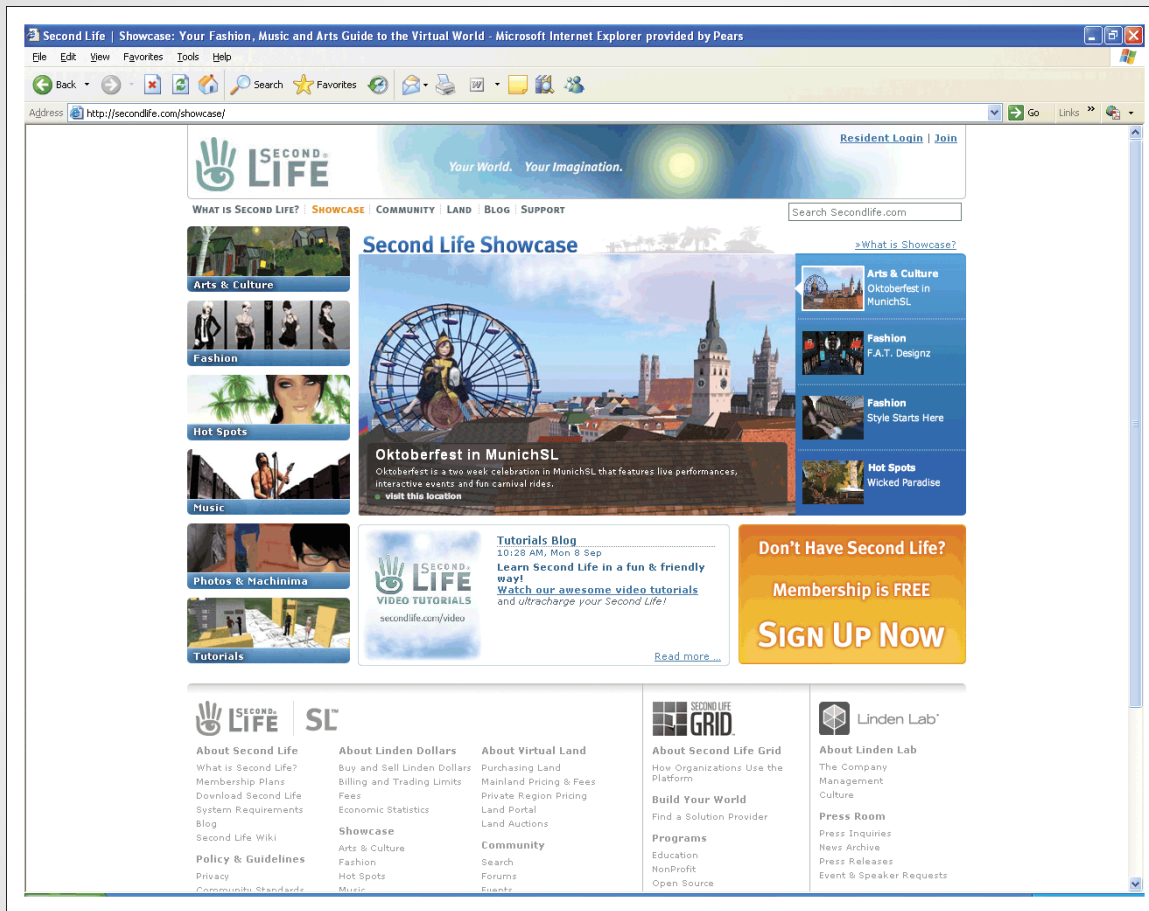 Second Life | Showcase: Your Fashion, Music and Arts Guide to the Virtual World - Microsoft Internet Explorer provided by Pears
File Edit View Favorites Tools Help
Back Search Favorites
Address http://secondlife.com/showcase/ Go Links »
Resident Login | Join
SECOND LIFE
Your World. Your Imagination.
WHAT IS SECOND LIFE? | SHOWCASE | COMMUNITY | LAND | BLOG | SUPPORT
Search Secondlife.com
Arts & Culture
Fashion
Hot Spots
Music
Photos & Machinima
Tutorials
Second Life Showcase
»What is Showcase?
Oktoberfest in MunichSL
Oktoberfest is a two week celebration in MunichSL that features live performances,
interactive events and fun carnival rides.
visit this location
Arts & Culture
Oktoberfest in
MunichSL
Fashion
F.A.T. Designz
Fashion
Style Starts Here
Hot Spots
Wicked Paradise
SECOND LIFE
VIDEO TUTORIALS
secondlife.com/video
Tutorials Blog
10:28 AM, Mon 8 Sep
Learn Second Life in a fun & friendly
way!
Watch our awesome video tutorials
and ultracharge your Second Life!
Read more ...
Don't Have Second Life?
Membership is FREE
SIGN UP NOW
SECOND LIFE | SL™
About Second Life
What is Second Life?
Membership Plans
Download Second Life
System Requirements
Blog
Second Life Wiki
Policy & Guidelines
Privacy
Community Standards
About Linden Dollars
Buy and Sell Linden Dollars
Billing and Trading Limits
Fees
Economic Statistics
Showcase
Arts & Culture
Fashion
Hot Spots
Music
About Virtual Land
Purchasing Land
Mainland Pricing & Fees
Private Region Pricing
Land Portal
Land Auctions
Community
Search
Forums
Events
SECOND LIFE
GRID
About Second Life Grid
How Organizations Use the
Platform
Build Your World
Find a Solution Provider
Programs
Education
NonProfit
Open Source
Linden Lab
About Linden Lab
The Company
Management
Culture
Press Room
Press Inquiries
News Archive
Press Releases
Event & Speaker Requests